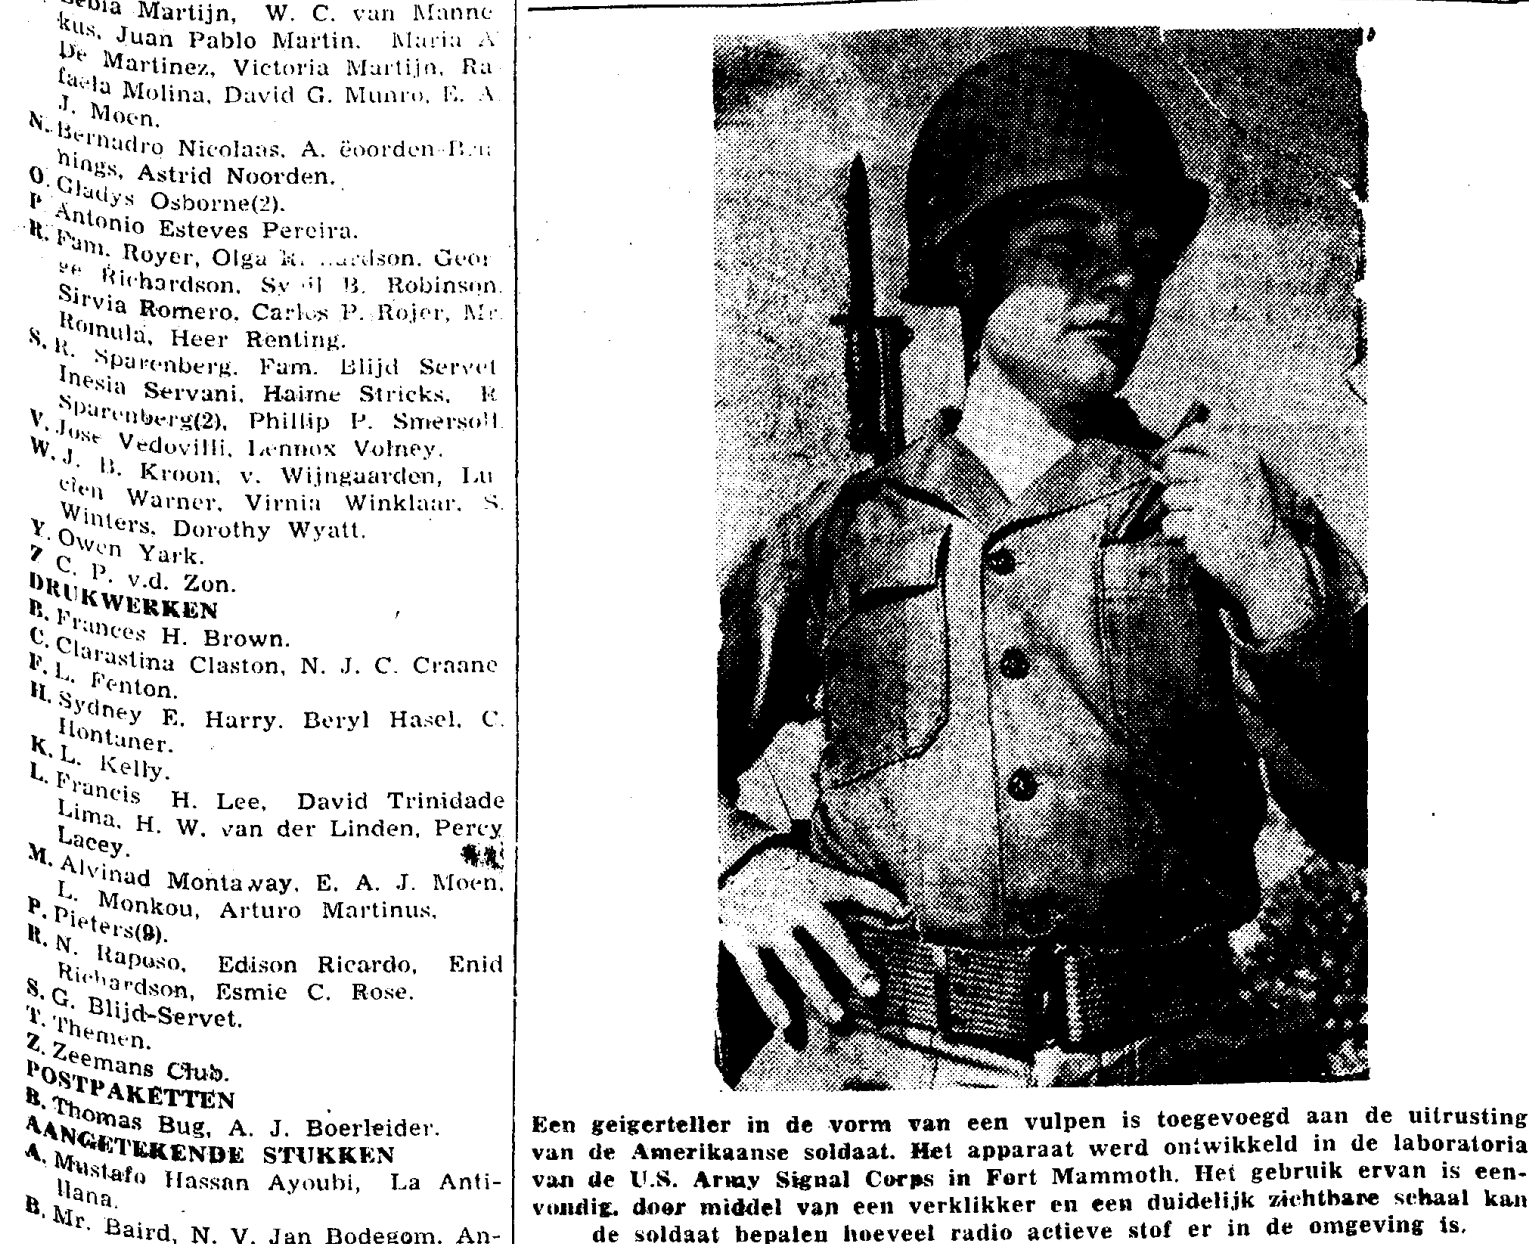 Martijn, W. C. van Manne
kus, Juan Pablo Martin. Maria A
De Martinez, Victoria Martijn, Ra
faela Molina, David G. Munro, E. A.
J. Moen.
N. Bernadro Nicolaas, A. ëoorden-Beu
nings, Astrid Noorden.
O. Gladys Osborne(2).
P Antonio Esteves Pereira.
R. Fam. Royer, Olga Geor
ge Richardson, B. Robinson.
Sirvia Romero, Carlos P. Rojer, Mr.
Romula, Heer Renting.
S. R. Sparenberg. Fam. Blijd Servet
Inesia Servani, Haime Stricks, R
Sparenberg(2), Phillip P. Smersoll.
V. Jose Vedovilli, Lennox Volney.
W. J. B. Kroon, v. Wijngaarden, Lu
cien Warner, Virnia Winklaar, S.
Winters, Dorothy Wyatt.
Y. Owen Yark.
Z C. P. v.d. Zon.
DRUKWERKEN
B. Frances H. Brown.
C. Clarastina Claston, N. J. C. Craane
F. L. Fenton.
H. Sydney E. Harry. Beryl Hasel, C.
Hontuner.
K. L. Kelly.
L. Francis H. Lee, David Trinidade
Lima, H. W. van der Linden, Percy
Lacey.
M. Alvinad Montaway, E. A. J. Moen,
L. Monkou, Arturo Martinus,
P. Pieters(9).
R. N. Raposo, Edison Ricardo, Enid
Richardson, Esmie C. Rose.
S. G. Blijd-Servet.
T. Themen.
Z. Zeemans Club.
POSTPAKETTEN
B. Thomas Bug, A. J. Boerleider.
AANGETEKENDE STUKKEN
A. Mustafo Hassan Ayoubi, La Anti-
llana.
B. Mr. Baird, N. V. Jan Bodegom, An-
Een geigerteller in de vorm van een vulpen is toegevoegd aan de uitrusting
van de Amerikaanse soldaat. Het apparaat werd ontwikkeld in de laboratoria
van de U.S. Army Signal Corps in Fort Mammoth. Het gebruik ervan is een-
voudig. door middel van een verklikker en een duidelijk zichtbare schaal kan
de soldaat bepalen hoeveel radio actieve stof er in de omgeving is.